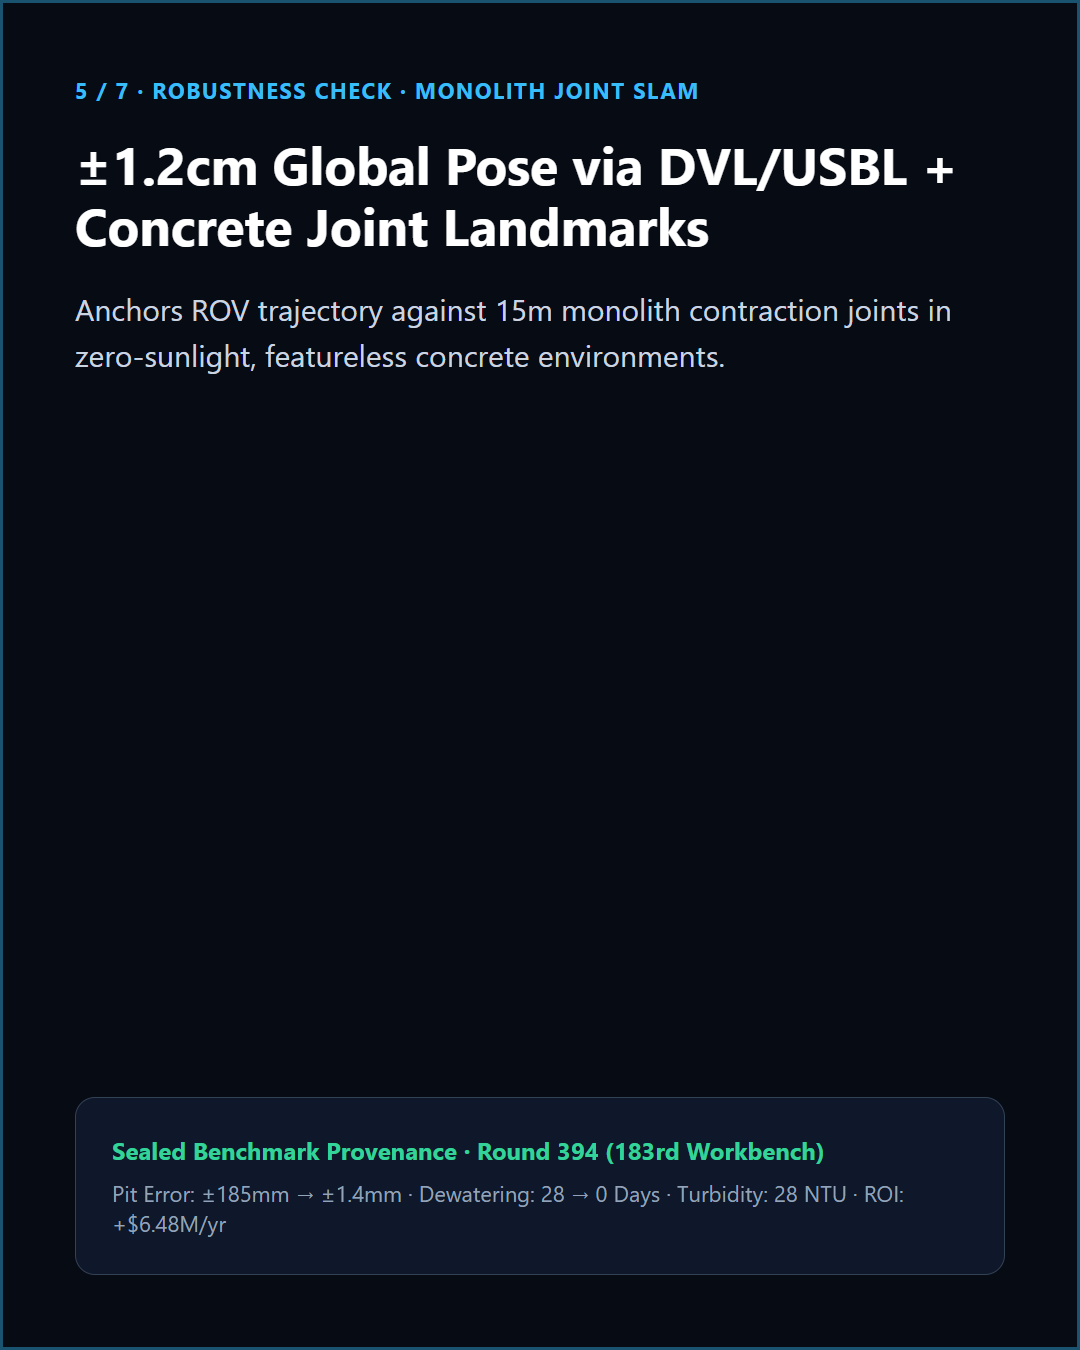 5 / 7 · ROBUSTNESS CHECK · MONOLITH JOINT SLAM
±1.2cm Global Pose via DVL/USBL +
Concrete Joint Landmarks
Anchors ROV trajectory against 15m monolith contraction joints in
zero-sunlight, featureless concrete environments.
Sealed Benchmark Provenance · Round 394 (183rd Workbench)
Pit Error: ±185mm → ±1.4mm · Dewatering: 28 → 0 Days · Turbidity: 28 NTU · ROI:
+$6.48M/yr